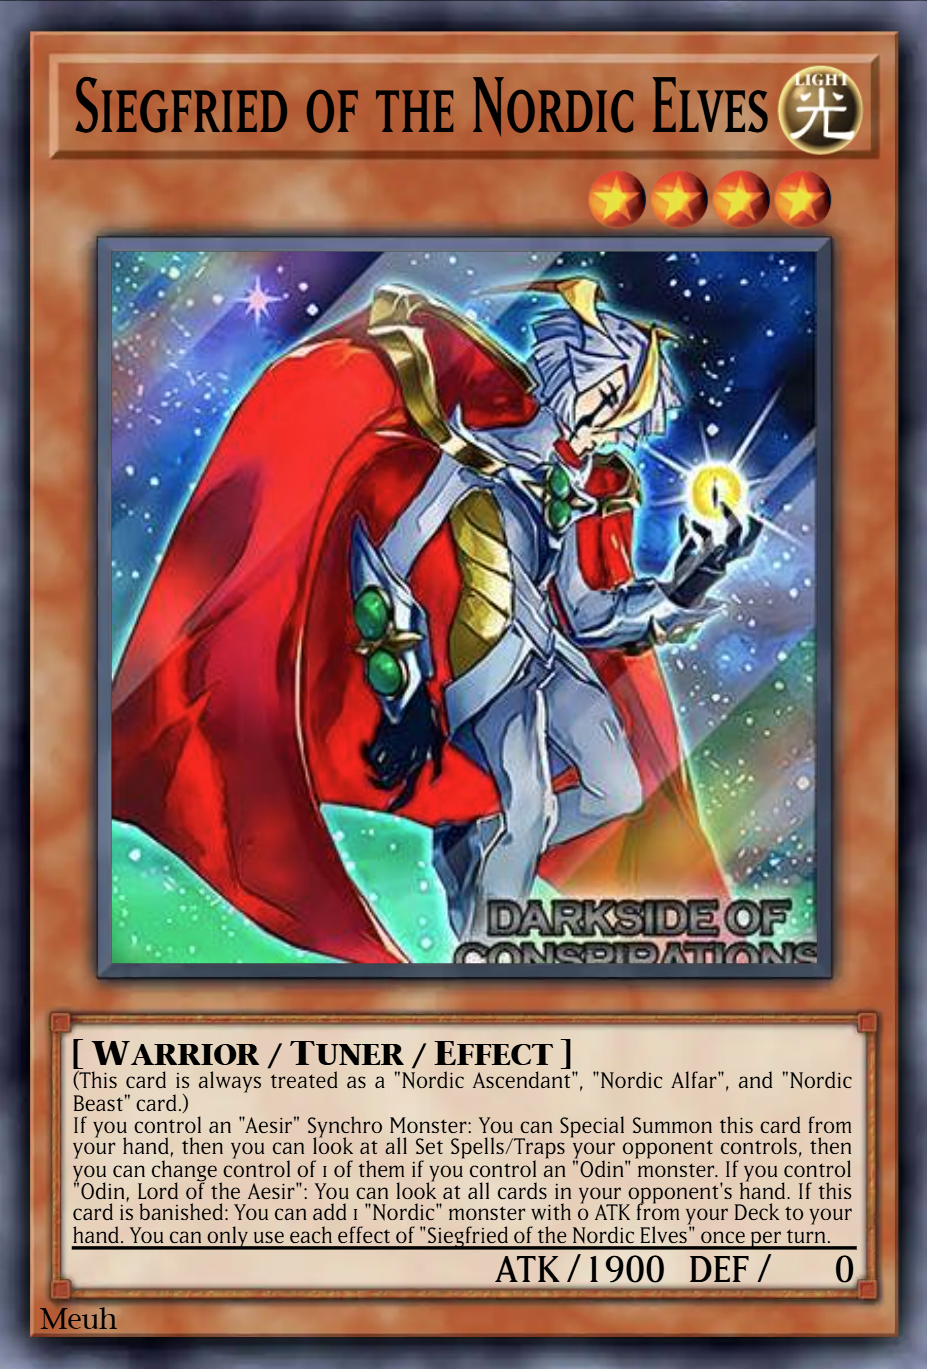 Siegfried of the Nordic Elves
LIGHT
光
DARKSIDE OF
CONSPIRATIONS
[ Warrior / Tuner / Effect ]
(This card is always treated as a "Nordic Ascendant", "Nordic Alfar", and "Nordic
Beast" card.)
If you control an "Aesir" Synchro Monster: You can Special Summon this card from
your hand, then you can look at all Set Spells/Traps your opponent controls, then
you can change control of 1 of them if you control an "Odin" monster. If you control
"Odin, Lord of the Aesir": You can look at all cards in your opponent's hand. If this
card is banished: You can add 1 "Nordic" monster with 0 ATK from your Deck to your
hand. You can only use each effect of "Siegfried of the Nordic Elves" once per turn.
ATK / 1900 DEF / 0
Meuh